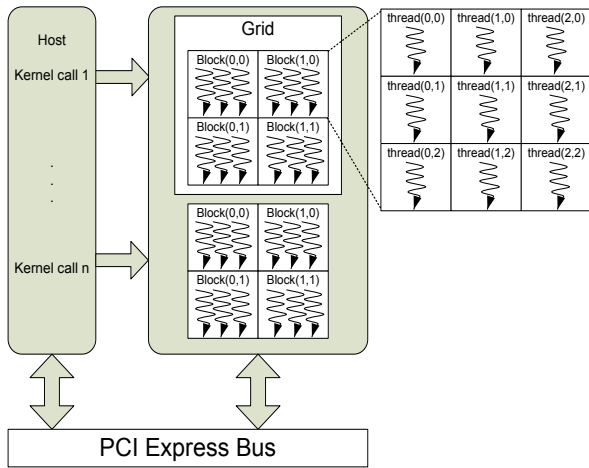 Host
Kernel call 1
.
.
.
Kernel call n
Grid
Block(0,0) Block(1,0)
Block(0,1) Block(1,1)
Block(0,0) Block(1,0)
Block(0,1) Block(1,1)
thread(0,0) thread(1,0) thread(2,0)
thread(0,1) thread(1,1) thread(2,1)
thread(0,2) thread(1,2) thread(2,2)
PCI Express Bus